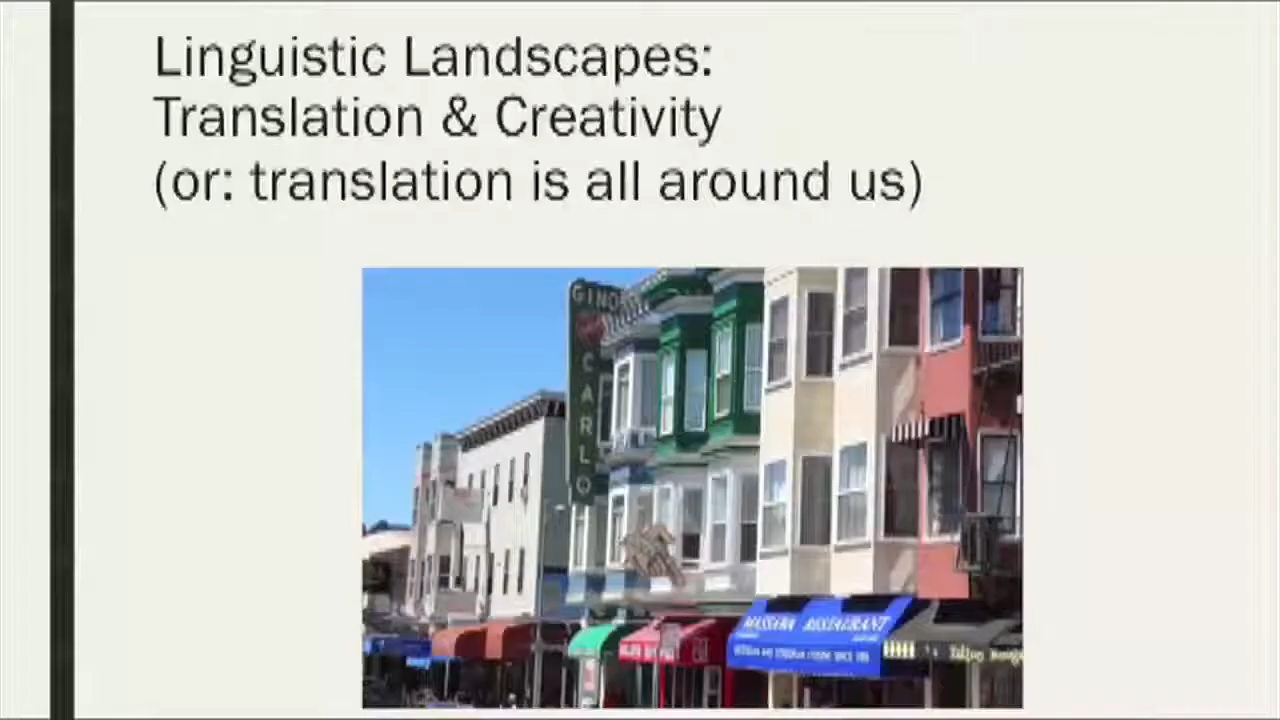 Linguistic Landscapes:
Translation & Creativity
(or: translation is all around us)
GINO
CARLO
RESTAURANT